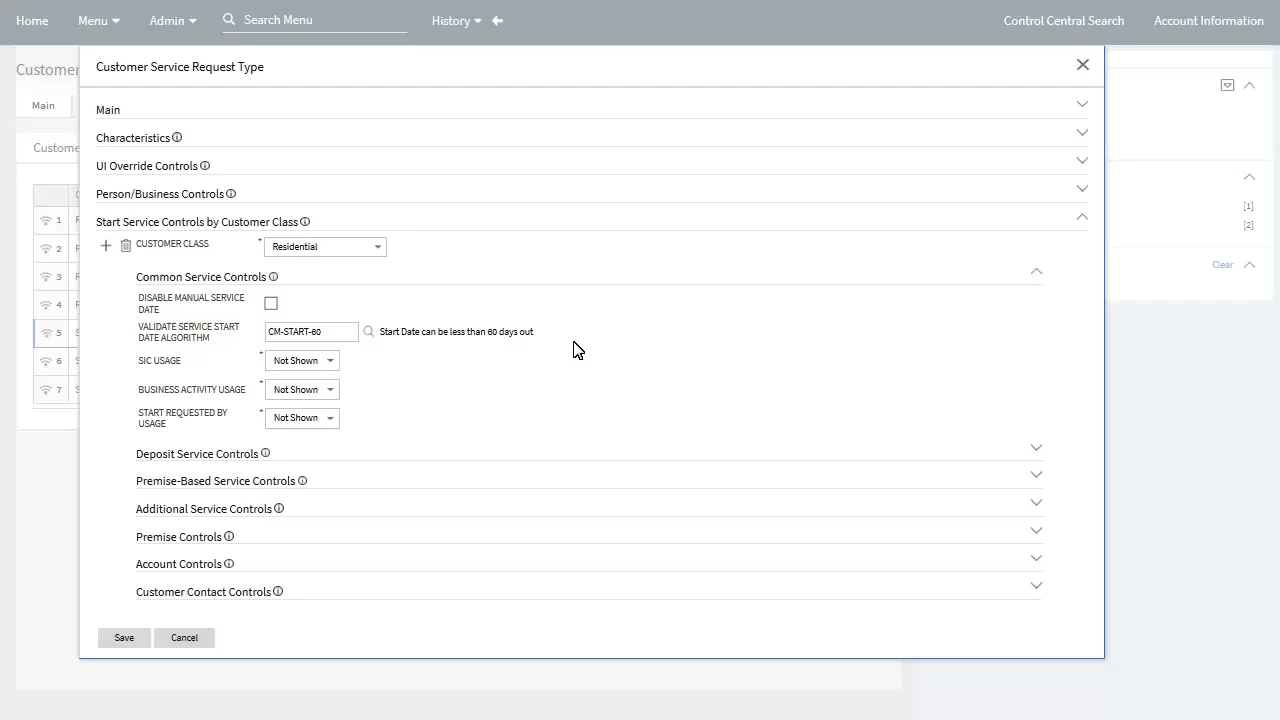 Home Menu Admin Search Menu History Control Central Search Account Information
Customer
Customer Service Request Type
Main
Main
Characteristics
UI Override Controls
Custome
Person/Business Controls
Start Service Controls by Customer Class
[1]
1
[2]
CUSTOMER CLASS * Residential
2
Clear
3
Common Service Controls
4
DISABLE MANUAL SERVICE
DATE
5
VALIDATE SERVICE START
DATE ALGORITHM
CM-START-60 Start Date can be less than 60 days out
6
SIC USAGE * Not Shown
7
BUSINESS ACTIVITY USAGE * Not Shown
START REQUESTED BY
USAGE
* Not Shown
Deposit Service Controls
Premise-Based Service Controls
Additional Service Controls
Premise Controls
Account Controls
Customer Contact Controls
Save Cancel